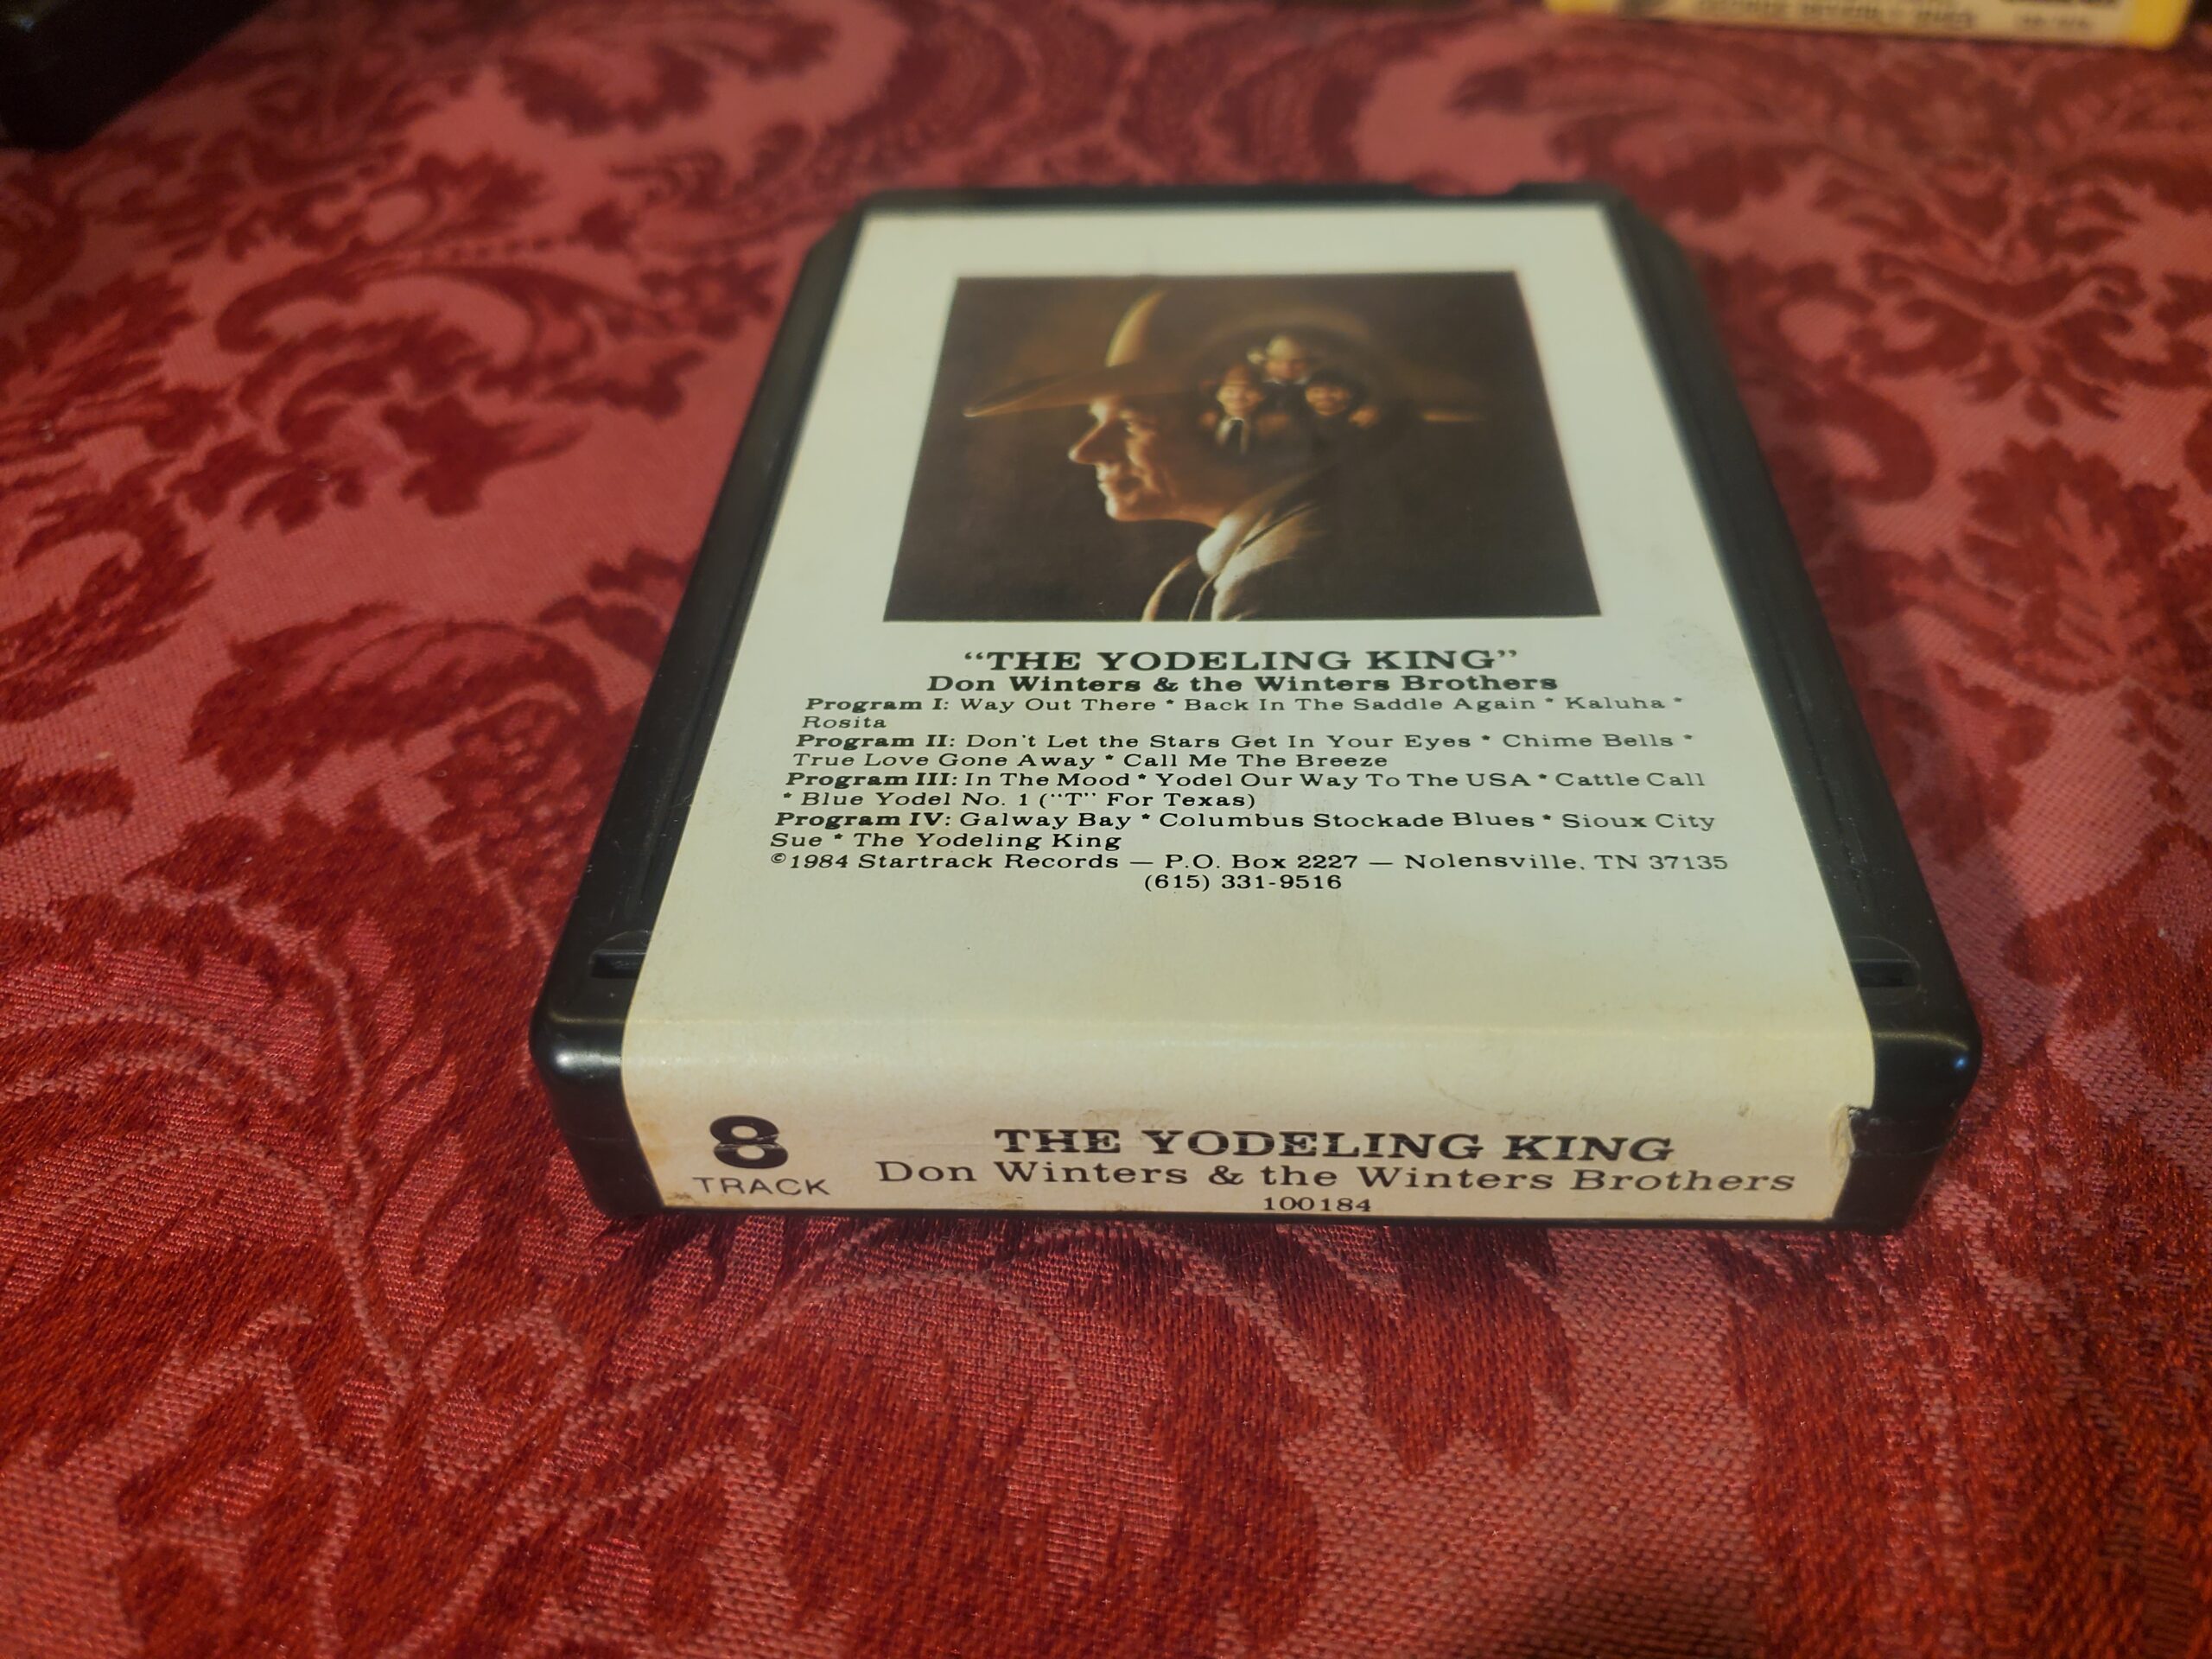 “THE YODELING KING”
Don Winters & the Winters Brothers
Program I: Way Out There * Back In The Saddle Again * Kaluha *
Rosita
Program II: Don't Let the Stars Get In Your Eyes * Chime Bells *
True Love Gone Away * Call Me The Breeze
Program III: In The Mood * Yodel Our Way To The USA * Cattle Call
* Blue Yodel No. 1 (“T” For Texas)
Program IV: Galway Bay * Columbus Stockade Blues * Sioux City
Sue * The Yodeling King
©1984 Startrack Records — P.O. Box 2227 — Nolensville, TN 37135
(615) 331-9516
8
TRACK
THE YODELING KING
Don Winters & the Winters Brothers
100184